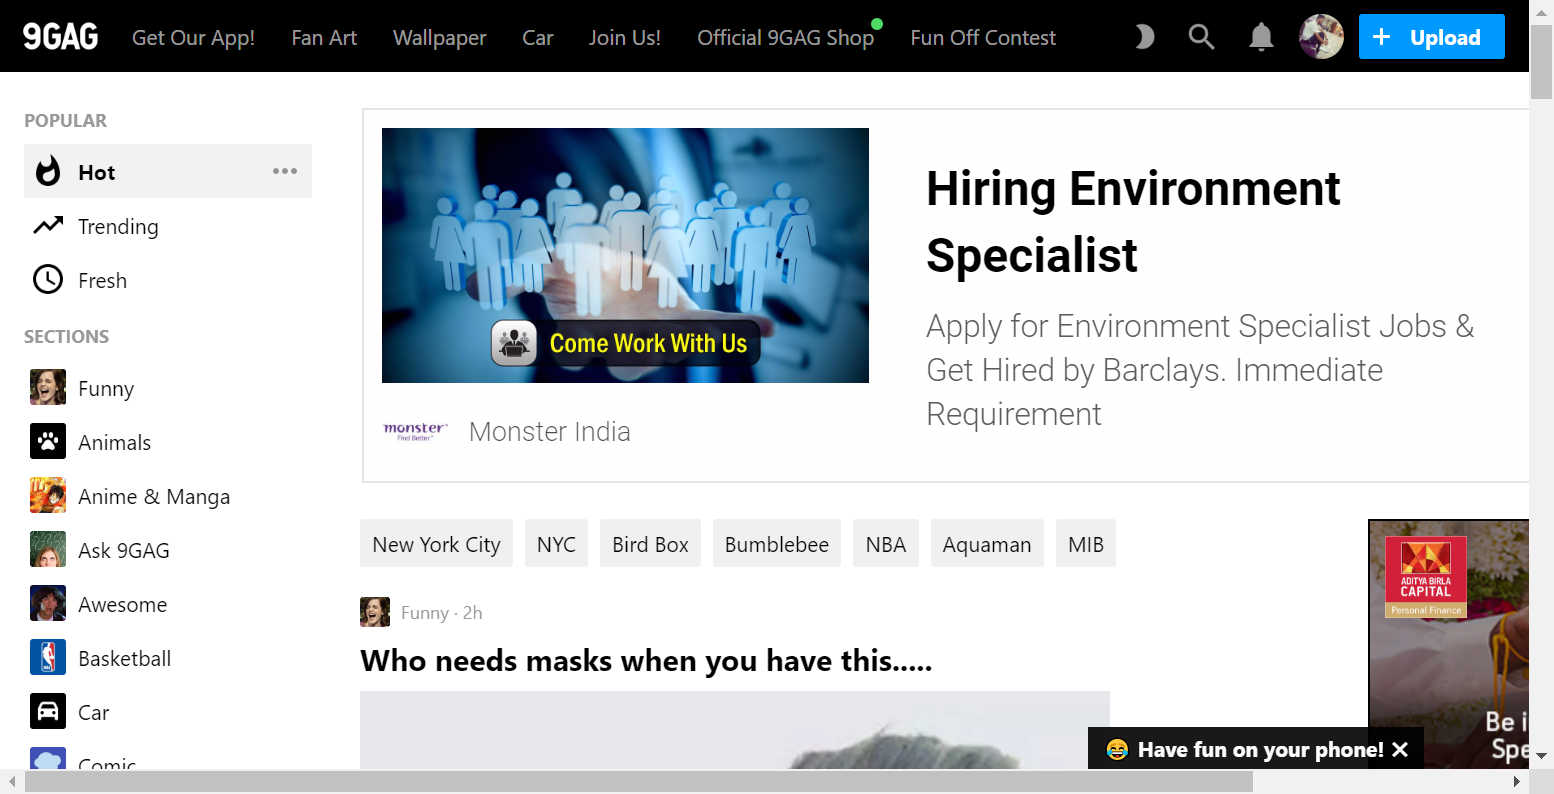 9GAG Get Our App! Fan Art Wallpaper Car Join Us! Official 9GAG Shop Fun Off Contest + Upload
POPULAR
Hot
Trending
Fresh
SECTIONS
Funny
Animals
Anime & Manga
Ask 9GAG
Awesome
Basketball
Car
Comic
Come Work With Us
monster
Find Better.™
Monster India
Hiring Environment
Specialist
Apply for Environment Specialist Jobs &
Get Hired by Barclays. Immediate
Requirement
New York City NYC Bird Box Bumblebee NBA Aquaman MIB
Funny · 2h
Who needs masks when you have this.....
ADITYA BIRLA
CAPITAL
Personal Finance
Be i
Spe
😂 Have fun on your phone! ✕